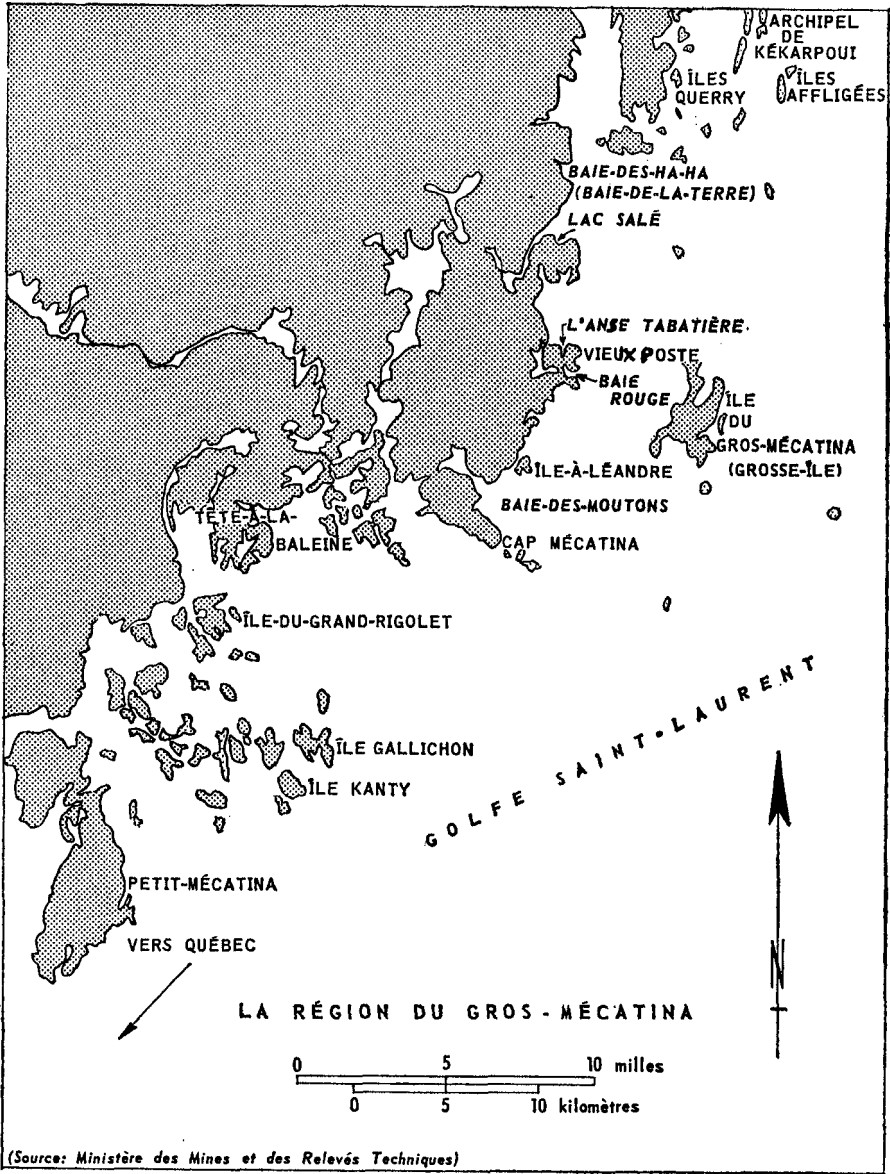 ARCHIPEL
DE
KÉKARPOUI
ÎLES
QUERRY
ÎLES
AFFLIGÉES
BAIE-DES-HA-HA
(BAIE-DE-LA-TERRE)
LAC SALÉ
L'ANSE TABATIÈRE.
VIEUX POSTE
BAIE
ROUGE
ÎLE
DU
GROS-MÉCATINA
(GROSSE-ÎLE)
ÎLE-À-LÉANDRE
BAIE-DES-MOUTONS
TÊTE-À-LA-
BALEINE
CAP MÉCATINA
ÎLE-DU-GRAND-RIGOLET
GOLFE SAINT-LAURENT
ÎLE GALLICHON
ÎLE KANTY
PETIT-MÉCATINA
VERS QUÉBEC
N
LA RÉGION DU GROS-MÉCATINA
0 5 10 milles
0 5 10 kilomètres
(Source: Ministère des Mines et des Relevés Techniques)